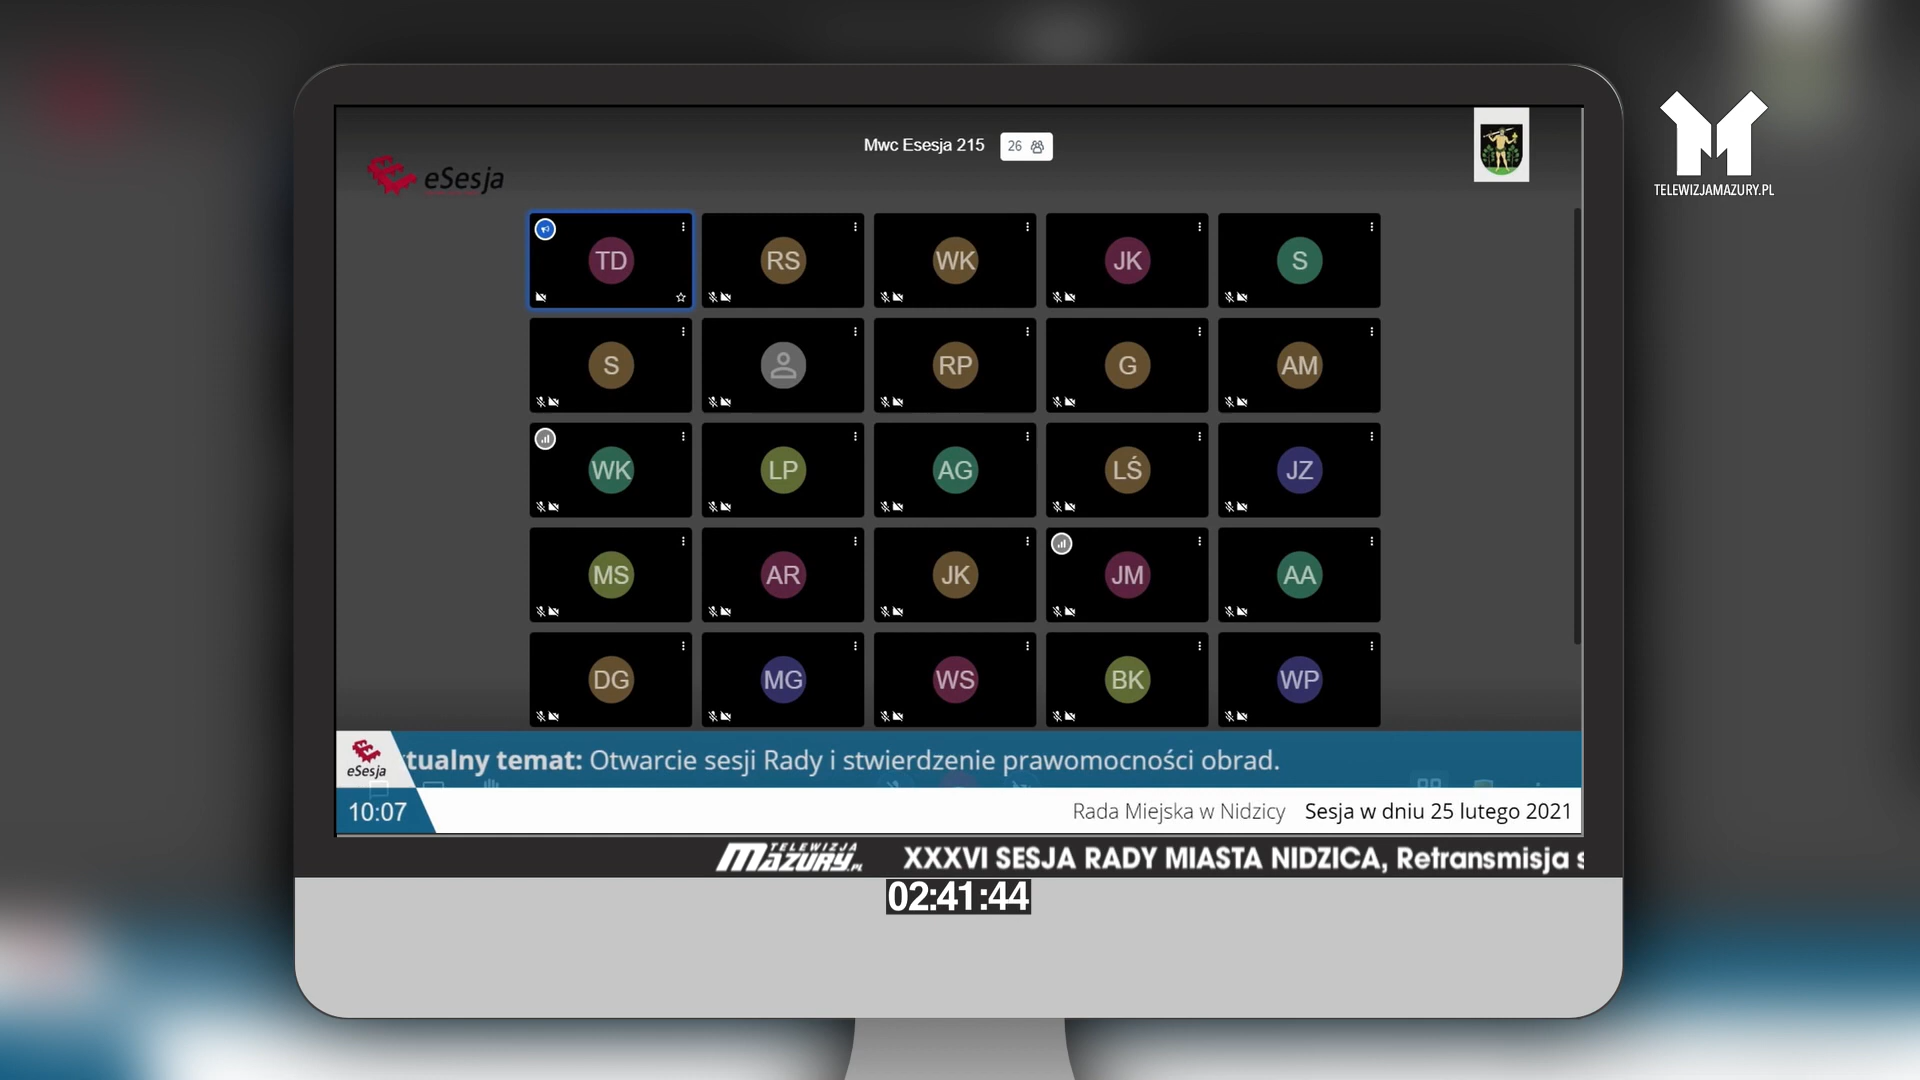 Mwc Esesja 215 26
eSesja
TELEWIZJAMAZURY.PL
TD RS WK JK S
S RP G AM
WK LP AG LŚ JZ
MS AR JK JM AA
DG MG WS BK WP
tualny temat: Otwarcie sesji Rady i stwierdzenie prawomocności obrad.
eSesja
10:07 Rada Miejska w Nidzicy Sesja w dniu 25 lutego 2021
TELEWIZJA MAZURY.PL XXXVI SESJA RADY MIASTA NIDZICA, Retransmisja s
02:41:44